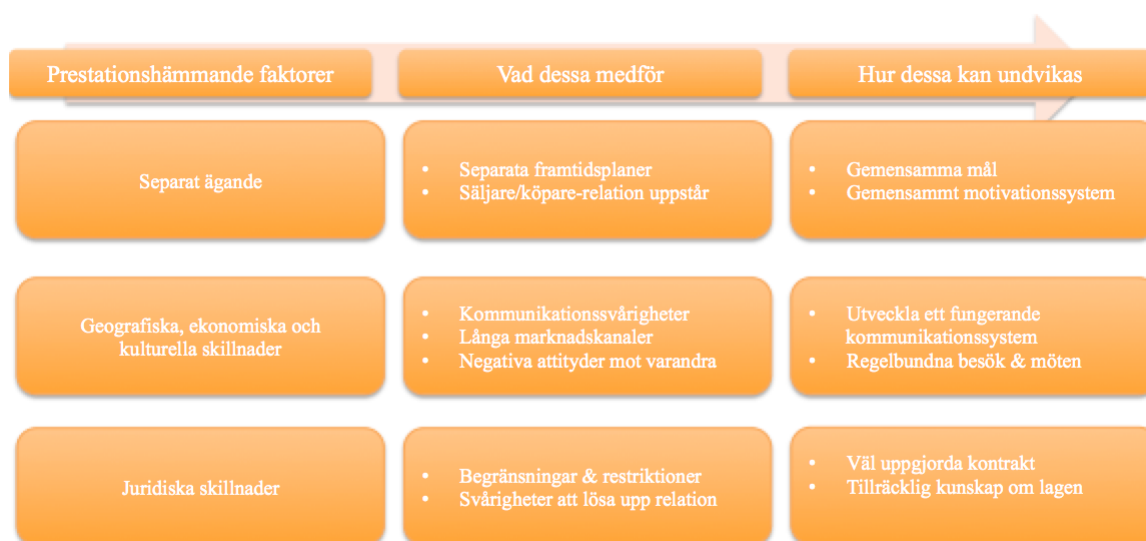 Prestationshämmande faktorer
Vad dessa medför
Hur dessa kan undvikas
Separat ägande
• Separata framtidsplaner
• Säljare/köpare-relation uppstår
• Gemensamma mål
• Gemensammt motivationssystem
Geografiska, ekonomiska och
kulturella skillnader
• Kommunikationssvårigheter
• Långa marknadskanaler
• Negativa attityder mot varandra
• Utveckla ett fungerande
kommunikationssystem
• Regelbundna besök & möten
Juridiska skillnader
• Begränsningar & restriktioner
• Svårigheter att lösa upp relation
• Väl uppgjorda kontrakt
• Tillräcklig kunskap om lagen